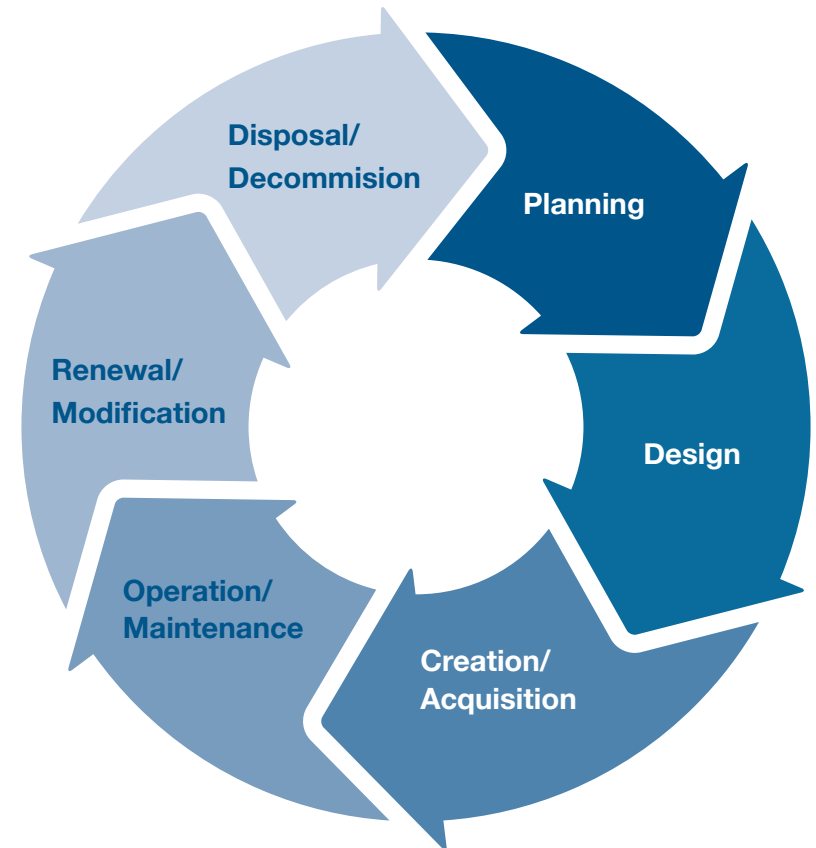 Planning
Design
Creation/
Acquisition
Operation/
Maintenance
Renewal/
Modification
Disposal/
Decommision